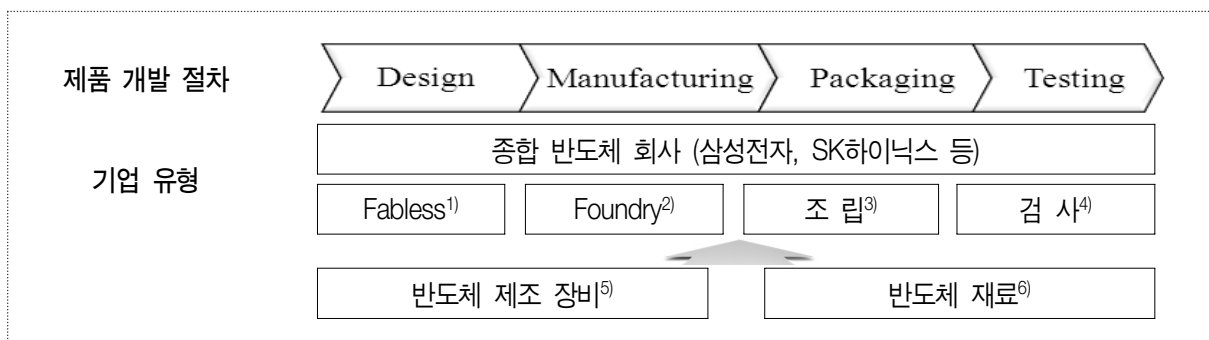 제품 개발 절차 Design Manufacturing Packaging Testing
종합 반도체 회사 (삼성전자, SK하이닉스 등)
기업 유형
Fabless1) Foundry2) 조 립3) 검 사4)
반도체 제조 장비5) 반도체 재료6)